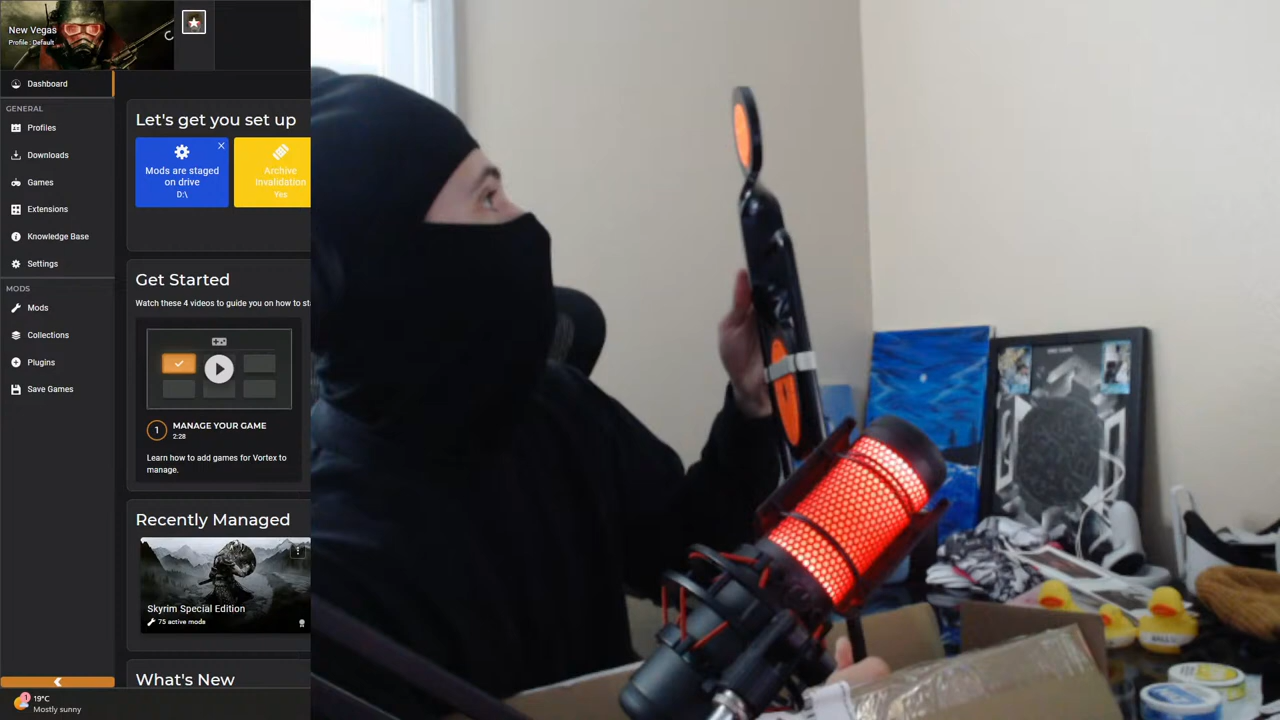 New Vegas
Profile : Default
Dashboard
GENERAL
Profiles
Downloads
Games
Extensions
Knowledge Base
Settings
MODS
Mods
Collections
Plugins
Save Games
Let's get you set up
Mods are staged
on drive
D:\
Archive
invalidation
Yes
Get Started
Watch these 4 videos to guide you on how to sta
1 MANAGE YOUR GAME
2:28
Learn how to add games for Vortex to
manage.
Recently Managed
Skyrim Special Edition
75 active mods
What's New
1
19°C
Mostly sunny